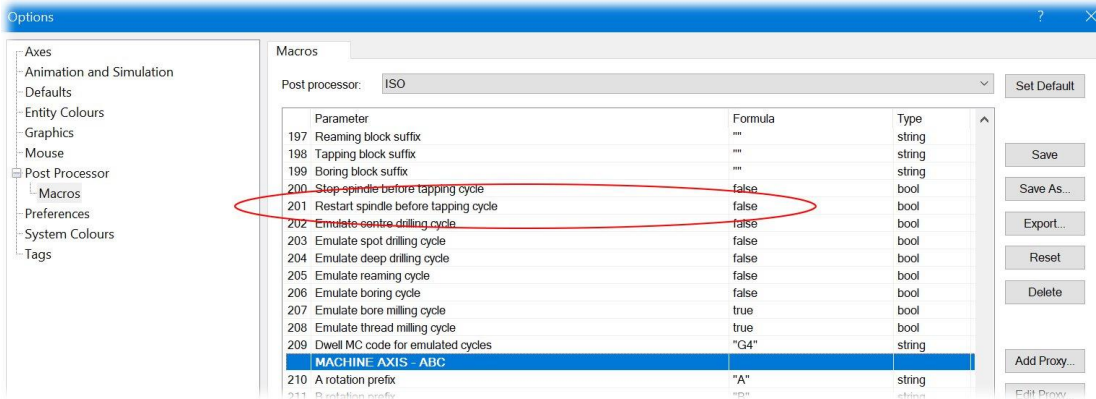 Options
?
Axes
Animation and Simulation
Defaults
Entity Colours
Graphics
Mouse
Post Processor
Macros
Preferences
System Colours
Tags
Macros
Post processor: ISO
Set Default
Parameter Formula Type
197 Reaming block suffix "" string
198 Tapping block suffix "" string
199 Boring block suffix "" string
200 Stop spindle before tapping cycle false bool
201 Restart spindle before tapping cycle false bool
202 Emulate centre drilling cycle false bool
203 Emulate spot drilling cycle false bool
204 Emulate deep drilling cycle false bool
205 Emulate reaming cycle false bool
206 Emulate boring cycle false bool
207 Emulate bore milling cycle true bool
208 Emulate thread milling cycle true bool
209 Dwell MC code for emulated cycles "G4" string
MACHINE AXIS - ABC
210 A rotation prefix "A" string
211 B rotation prefix "B" string
Save
Save As...
Export...
Reset
Delete
Add Proxy...
Edit Proxy...